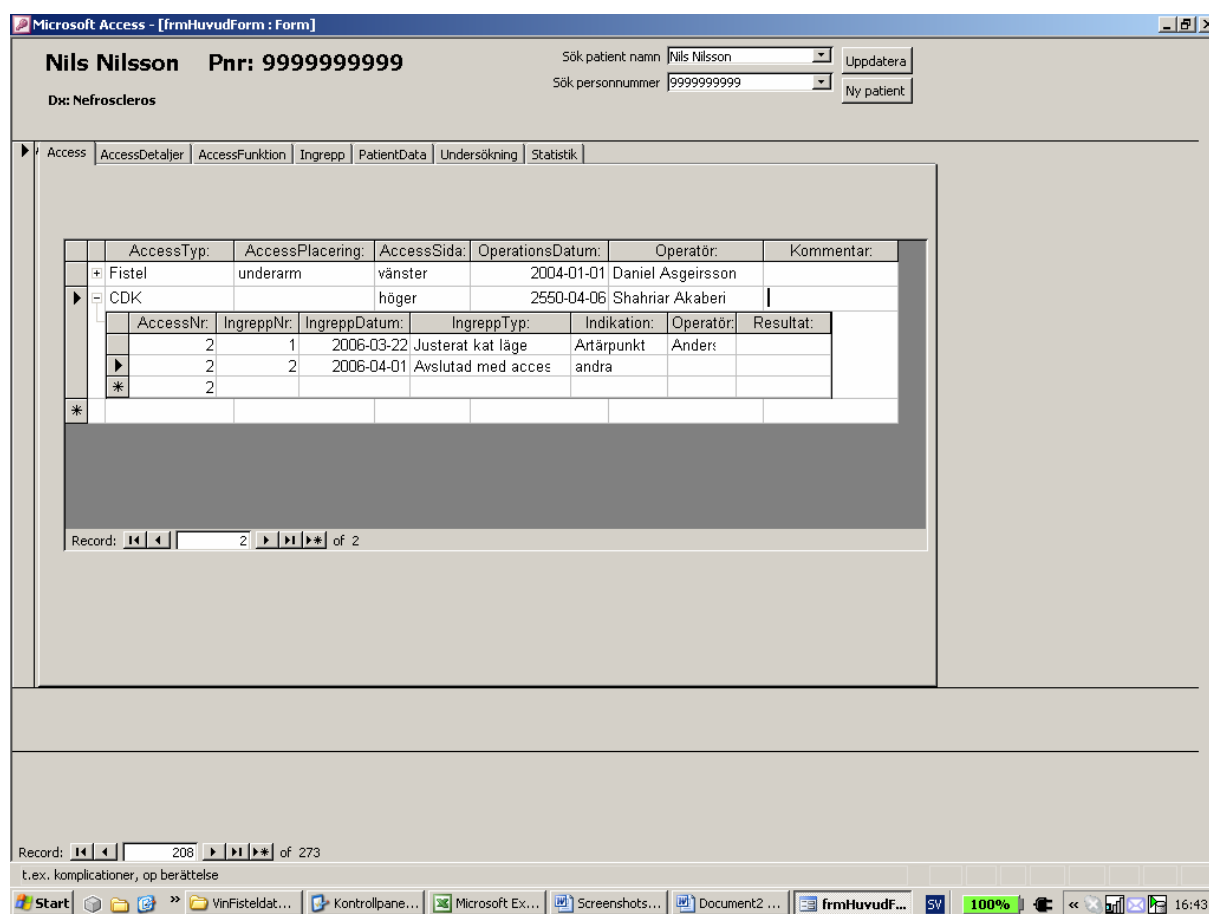 Microsoft Access - [frmHuvudForm : Form]
Nils Nilsson Pnr: 9999999999
Sök patient namn Nils Nilsson Uppdatera
Sök personnummer 9999999999 Ny patient
Dx: Nefroscleros
Access AccessDetaljer AccessFunktion Ingrepp PatientData Undersökning Statistik
AccessTyp: AccessPlacering: AccessSida: OperationsDatum: Operatör: Kommentar:
Fistel underarm vänster 2004-01-01 Daniel Asgeirsson
CDK höger 2550-04-06 Shahriar Akaberi
AccessNr: IngreppNr: IngreppDatum: IngreppTyp: Indikation: Operatör: Resultat:
2 1 2006-03-22 Justerat kat läge Artärpunkt Anders
2 2 2006-04-01 Avslutad med acces andra
2
Record: 2 of 2
Record: 208 of 273
t.ex. komplicationer, op berättelse
Start » VinFisteldat... Kontrollpane... Microsoft Ex... Screenshots... Document2 ... frmHuvudF... SV 100% « 16:43